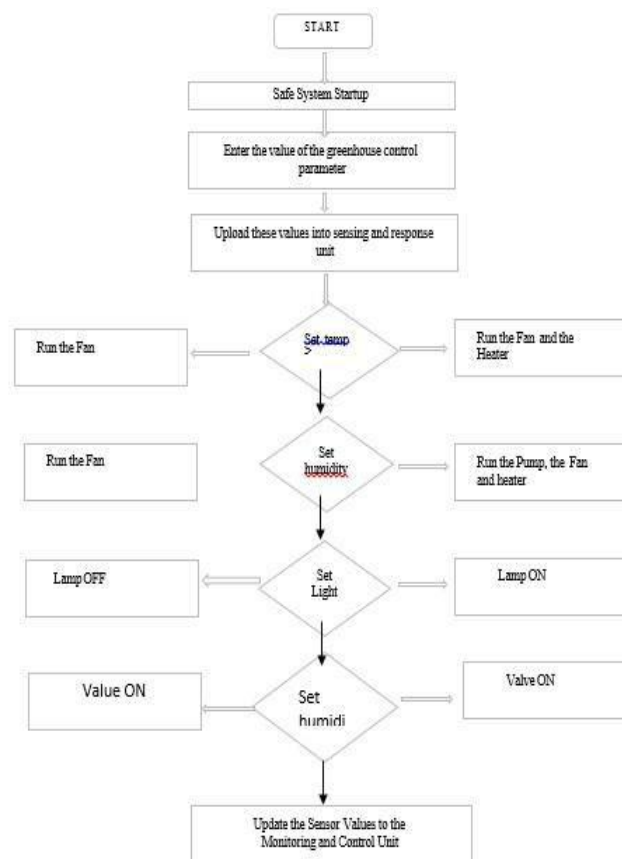 START
Safe System Startup
Enter the value of the greenhouse control
parameter
Upload these values into sensing and response
unit
Run the Fan
Set temp
>
Run the Fan and the
Heater
Run the Fan
Set
humidity
Run the Pump, the Fan
and heater
Lamp OFF
Set
Light
Lamp ON
Value ON
Set
humidi
Valve ON
Update the Sensor Values to the
Monitoring and Control Unit